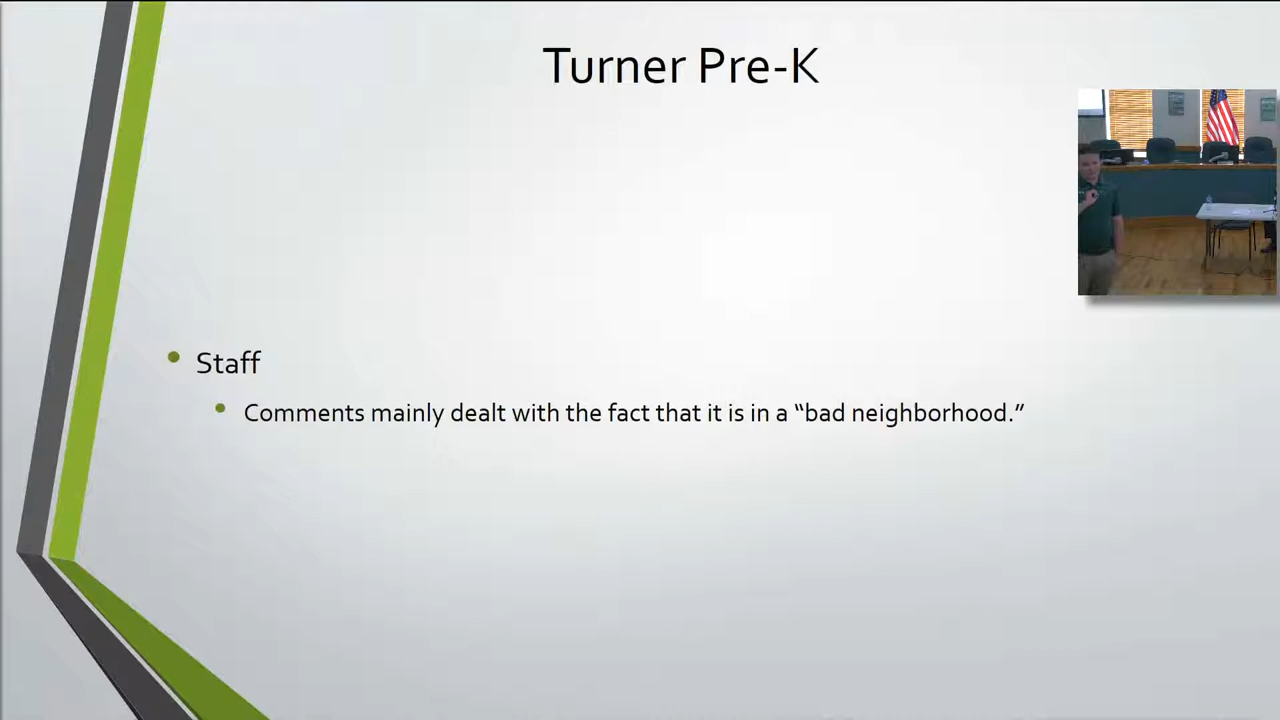 Turner Pre-K
Staff
Comments mainly dealt with the fact that it is in a “bad neighborhood.”